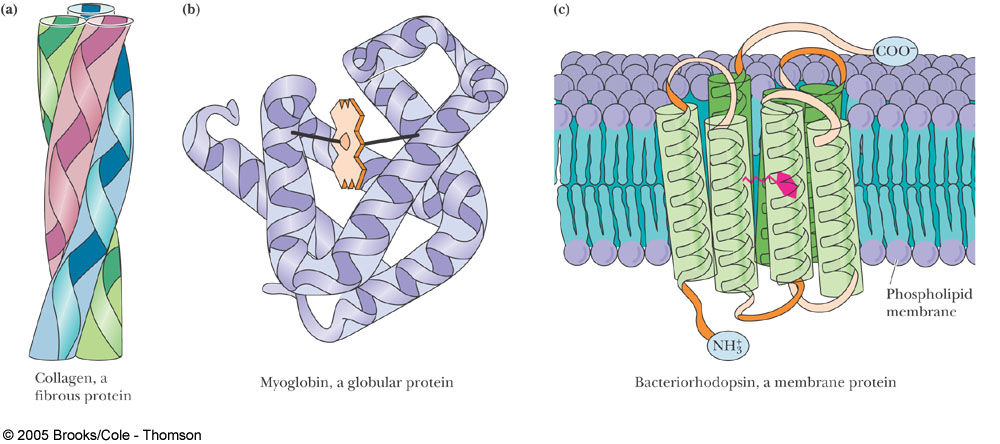 (a)
(b)
(c)
COO⁻
Phospholipid
membrane
NH₃⁺
Collagen, a
fibrous protein
Myoglobin, a globular protein
Bacteriorhodopsin, a membrane protein
© 2005 Brooks/Cole - Thomson